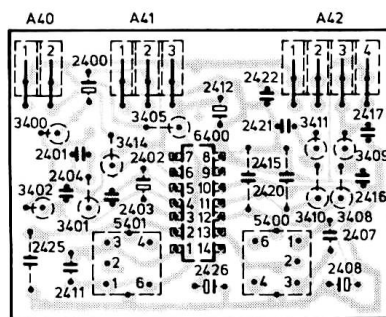 A40 A41 A42
1 2 1 2 3 1 2 3 4
2400 2412 2422
3405 6400 2421 3411 2417
3400 3414
2401 2402 7 8 2415 3409
2404 6 9
5 10 2420
3402 2403 4 11 2416
3401 5401 3 12 5400 3410 3408
2425 3 4 2 13 6 1 2407
2 1 14 2
2411 1 6 2426 4 3 2408